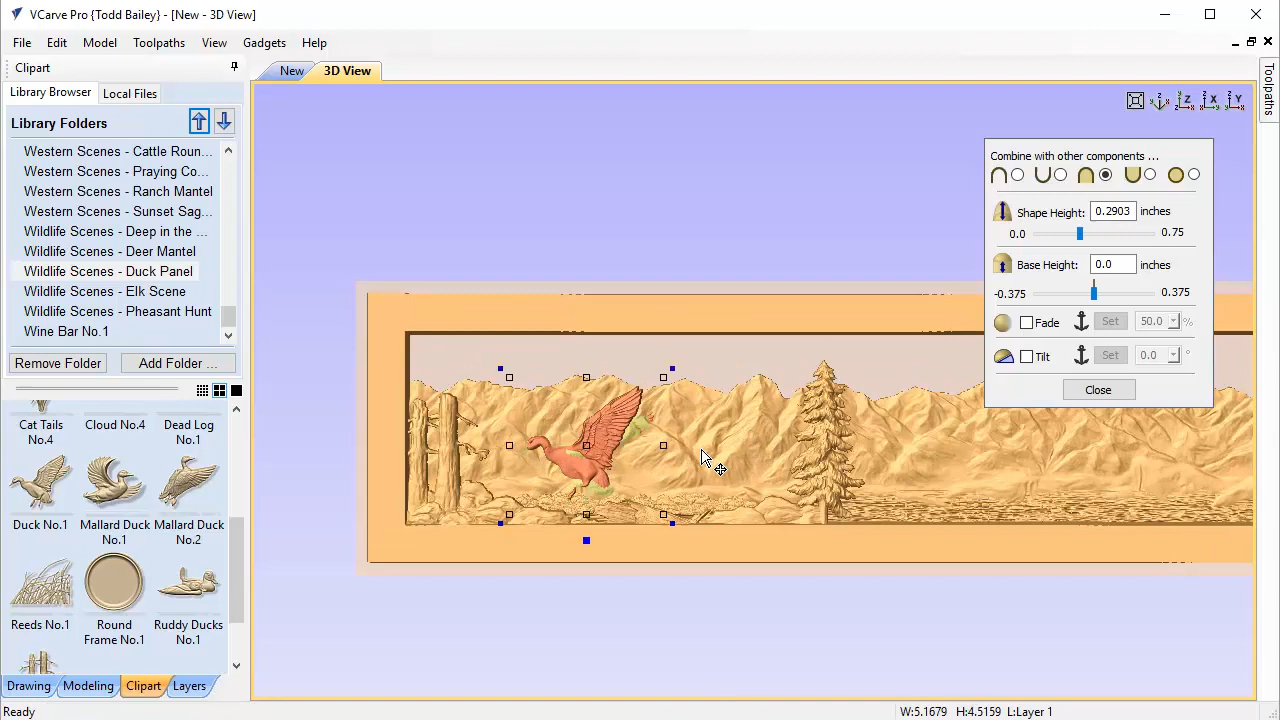 VCarve Pro {Todd Bailey} - [New - 3D View]
File Edit Model Toolpaths View Gadgets Help
Clipart
Library Browser Local Files
Library Folders
Western Scenes - Cattle Roun...
Western Scenes - Praying Co...
Western Scenes - Ranch Mantel
Western Scenes - Sunset Sag...
Wildlife Scenes - Deep in the ...
Wildlife Scenes - Deer Mantel
Wildlife Scenes - Duck Panel
Wildlife Scenes - Elk Scene
Wildlife Scenes - Pheasant Hunt
Wine Bar No.1
Remove Folder Add Folder ...
Cat Tails No.4
Cloud No.4
Dead Log No.1
Duck No.1
Mallard Duck No.1
Mallard Duck No.2
Reeds No.1
Round Frame No.1
Ruddy Ducks No.1
Drawing Modeling Clipart Layers
New 3D View
Z X Y
Toolpaths
Combine with other components ...
Shape Height: 0.2903 inches
0.0 0.75
Base Height: 0.0 inches
-0.375 0.375
Fade Set 50.0 %
Tilt Set 0.0 °
Close
Ready
W:5.1679 H:4.5159 L:Layer 1